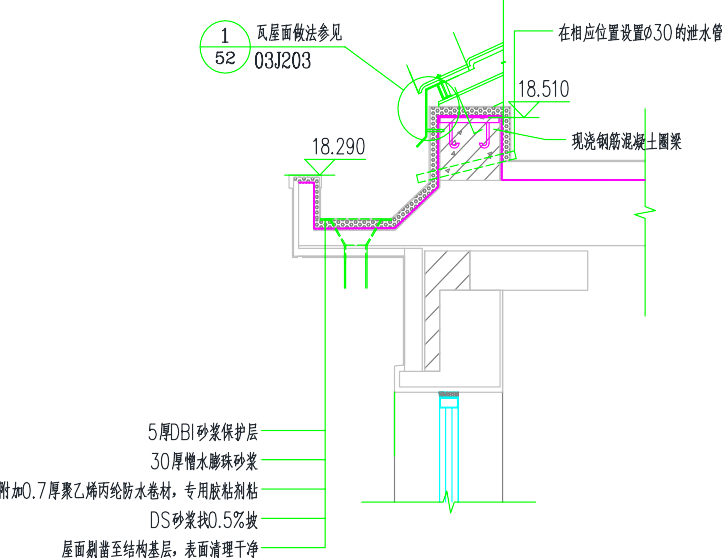 1
瓦屋面做法参见
52
03J203
在相应位置设置ø30的泄水管
18.510
现浇钢筋混凝土圈梁
18.290
5厚DBI砂浆保护层
30厚憎水膨珠砂浆
附加0.7厚聚乙烯丙纶防水卷材，专用胶粘剂粘
DS砂浆找0.5%坡
屋面剔凿至结构基层，表面清理干净